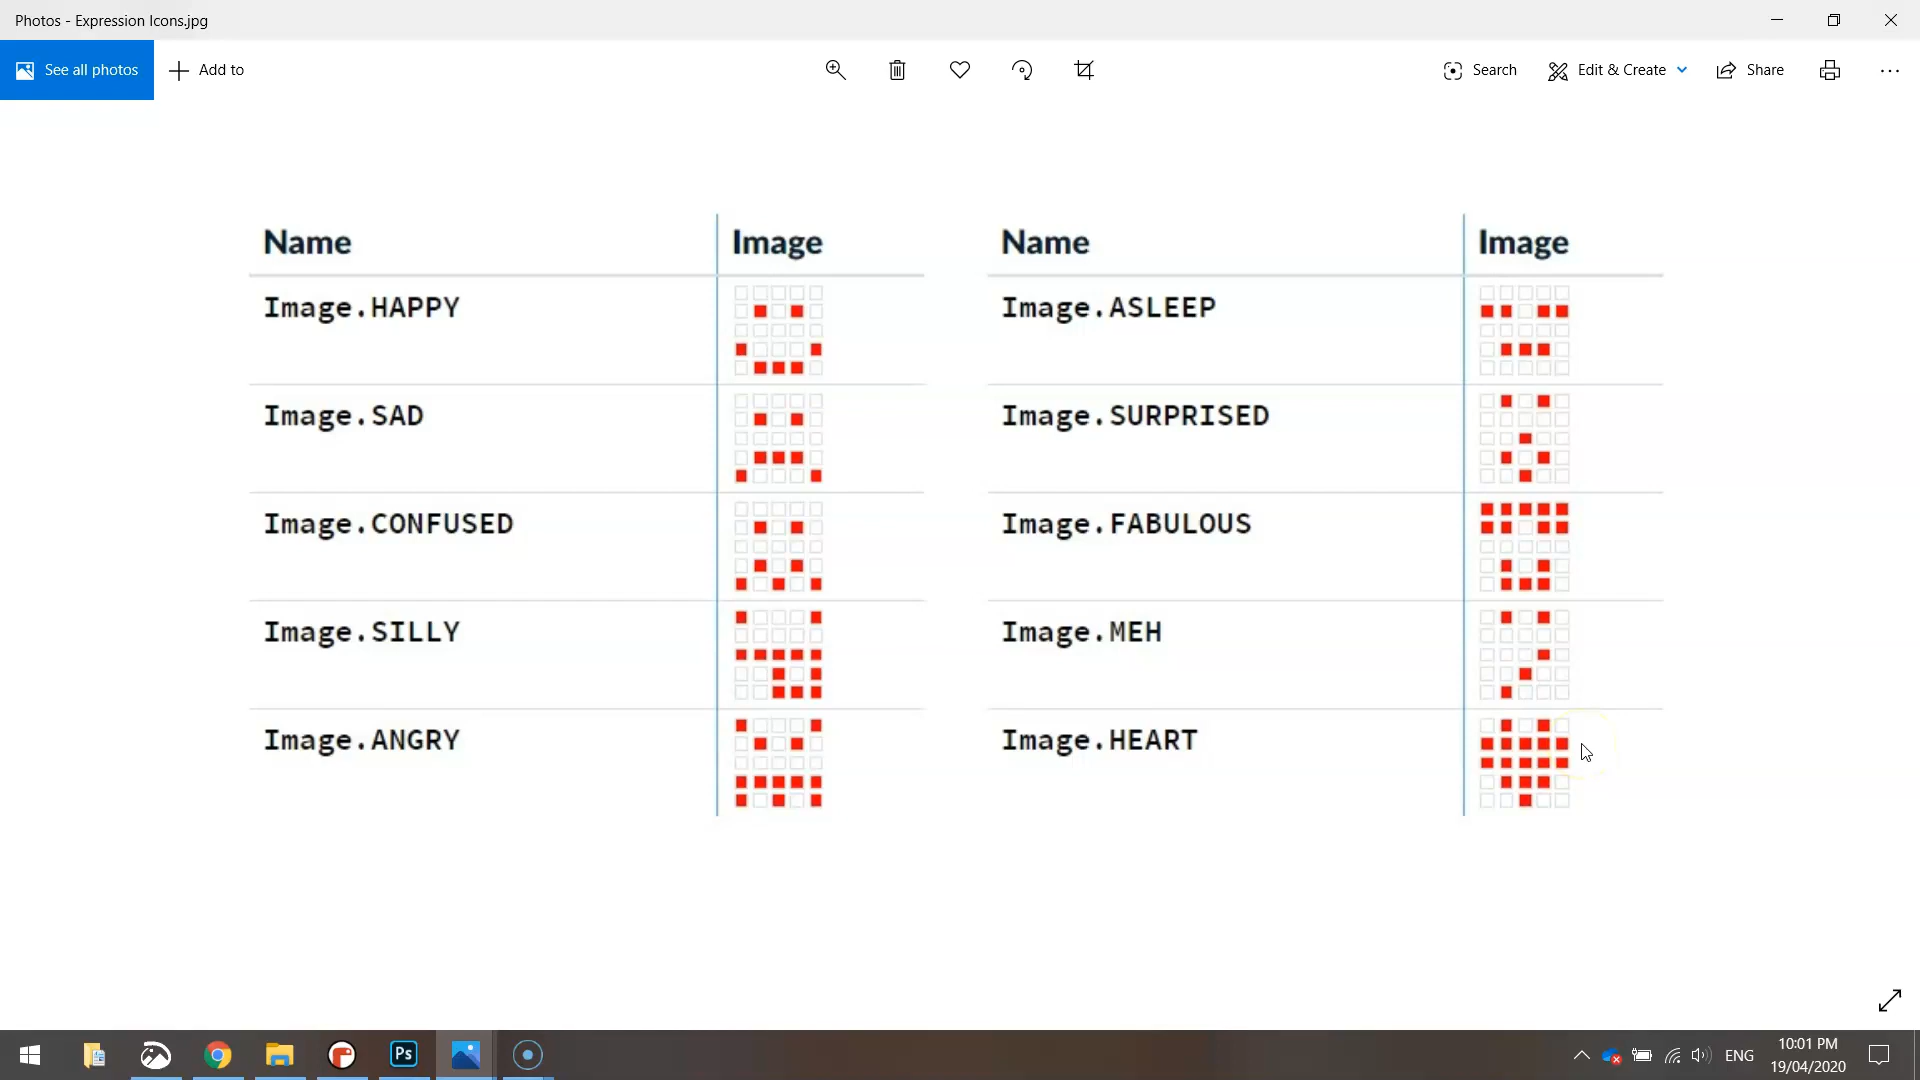 Photos - Expression Icons.jpg
See all photos
Add to
Search
Edit & Create
Share
Name Image
Image.HAPPY
Image.SAD
Image.CONFUSED
Image.SILLY
Image.ANGRY
Name Image
Image.ASLEEP
Image.SURPRISED
Image.FABULOUS
Image.MEH
Image.HEART
Ps
ENG
10:01 PM
19/04/2020